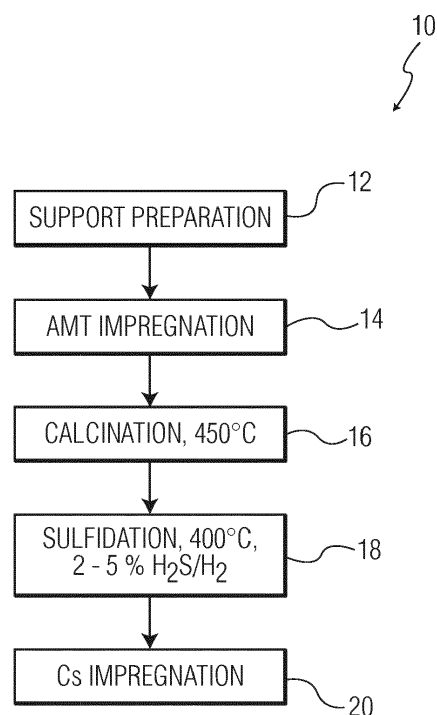 10
SUPPORT PREPARATION
12
AMT IMPREGNATION
14
CALCINATION, 450°C
16
SULFIDATION, 400°C,
2 - 5 % H₂S/H₂
18
Cs IMPREGNATION
20